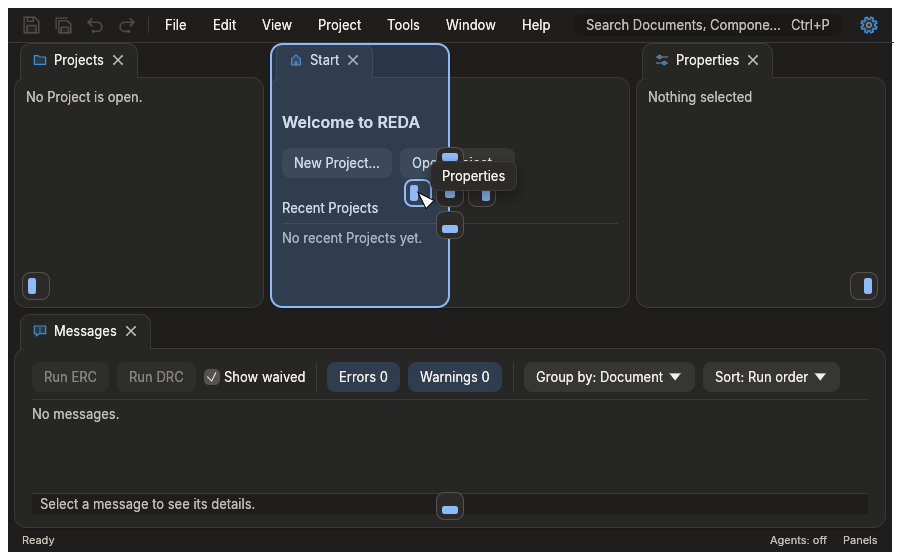 File Edit View Project Tools Window Help Search Documents, Compone... Ctrl+P
Projects
Start
Properties
No Project is open.
Nothing selected
Welcome to REDA
New Project...
Properties
Recent Projects
No recent Projects yet.
Messages
Run ERC Run DRC Show waived Errors 0 Warnings 0 Group by: Document Sort: Run order
No messages.
Select a message to see its details.
Ready Agents: off Panels